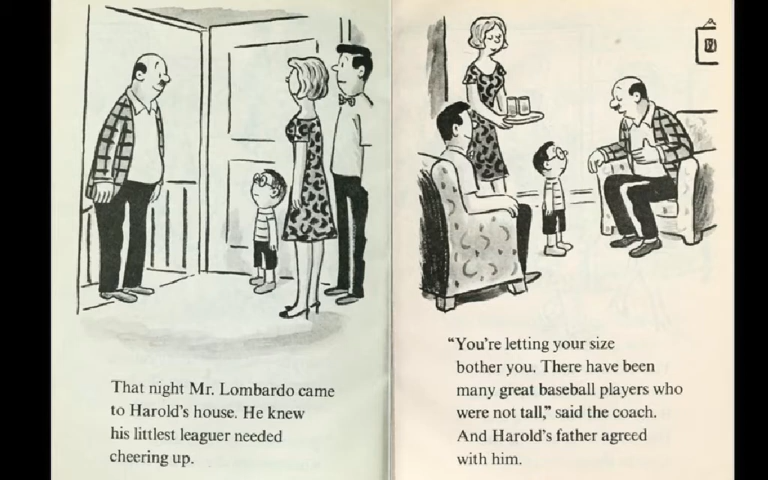 That night Mr. Lombardo came
to Harold's house. He knew
his littlest leaguer needed
cheering up.
"You're letting your size
bother you. There have been
many great baseball players who
were not tall," said the coach.
And Harold's father agreed
with him.